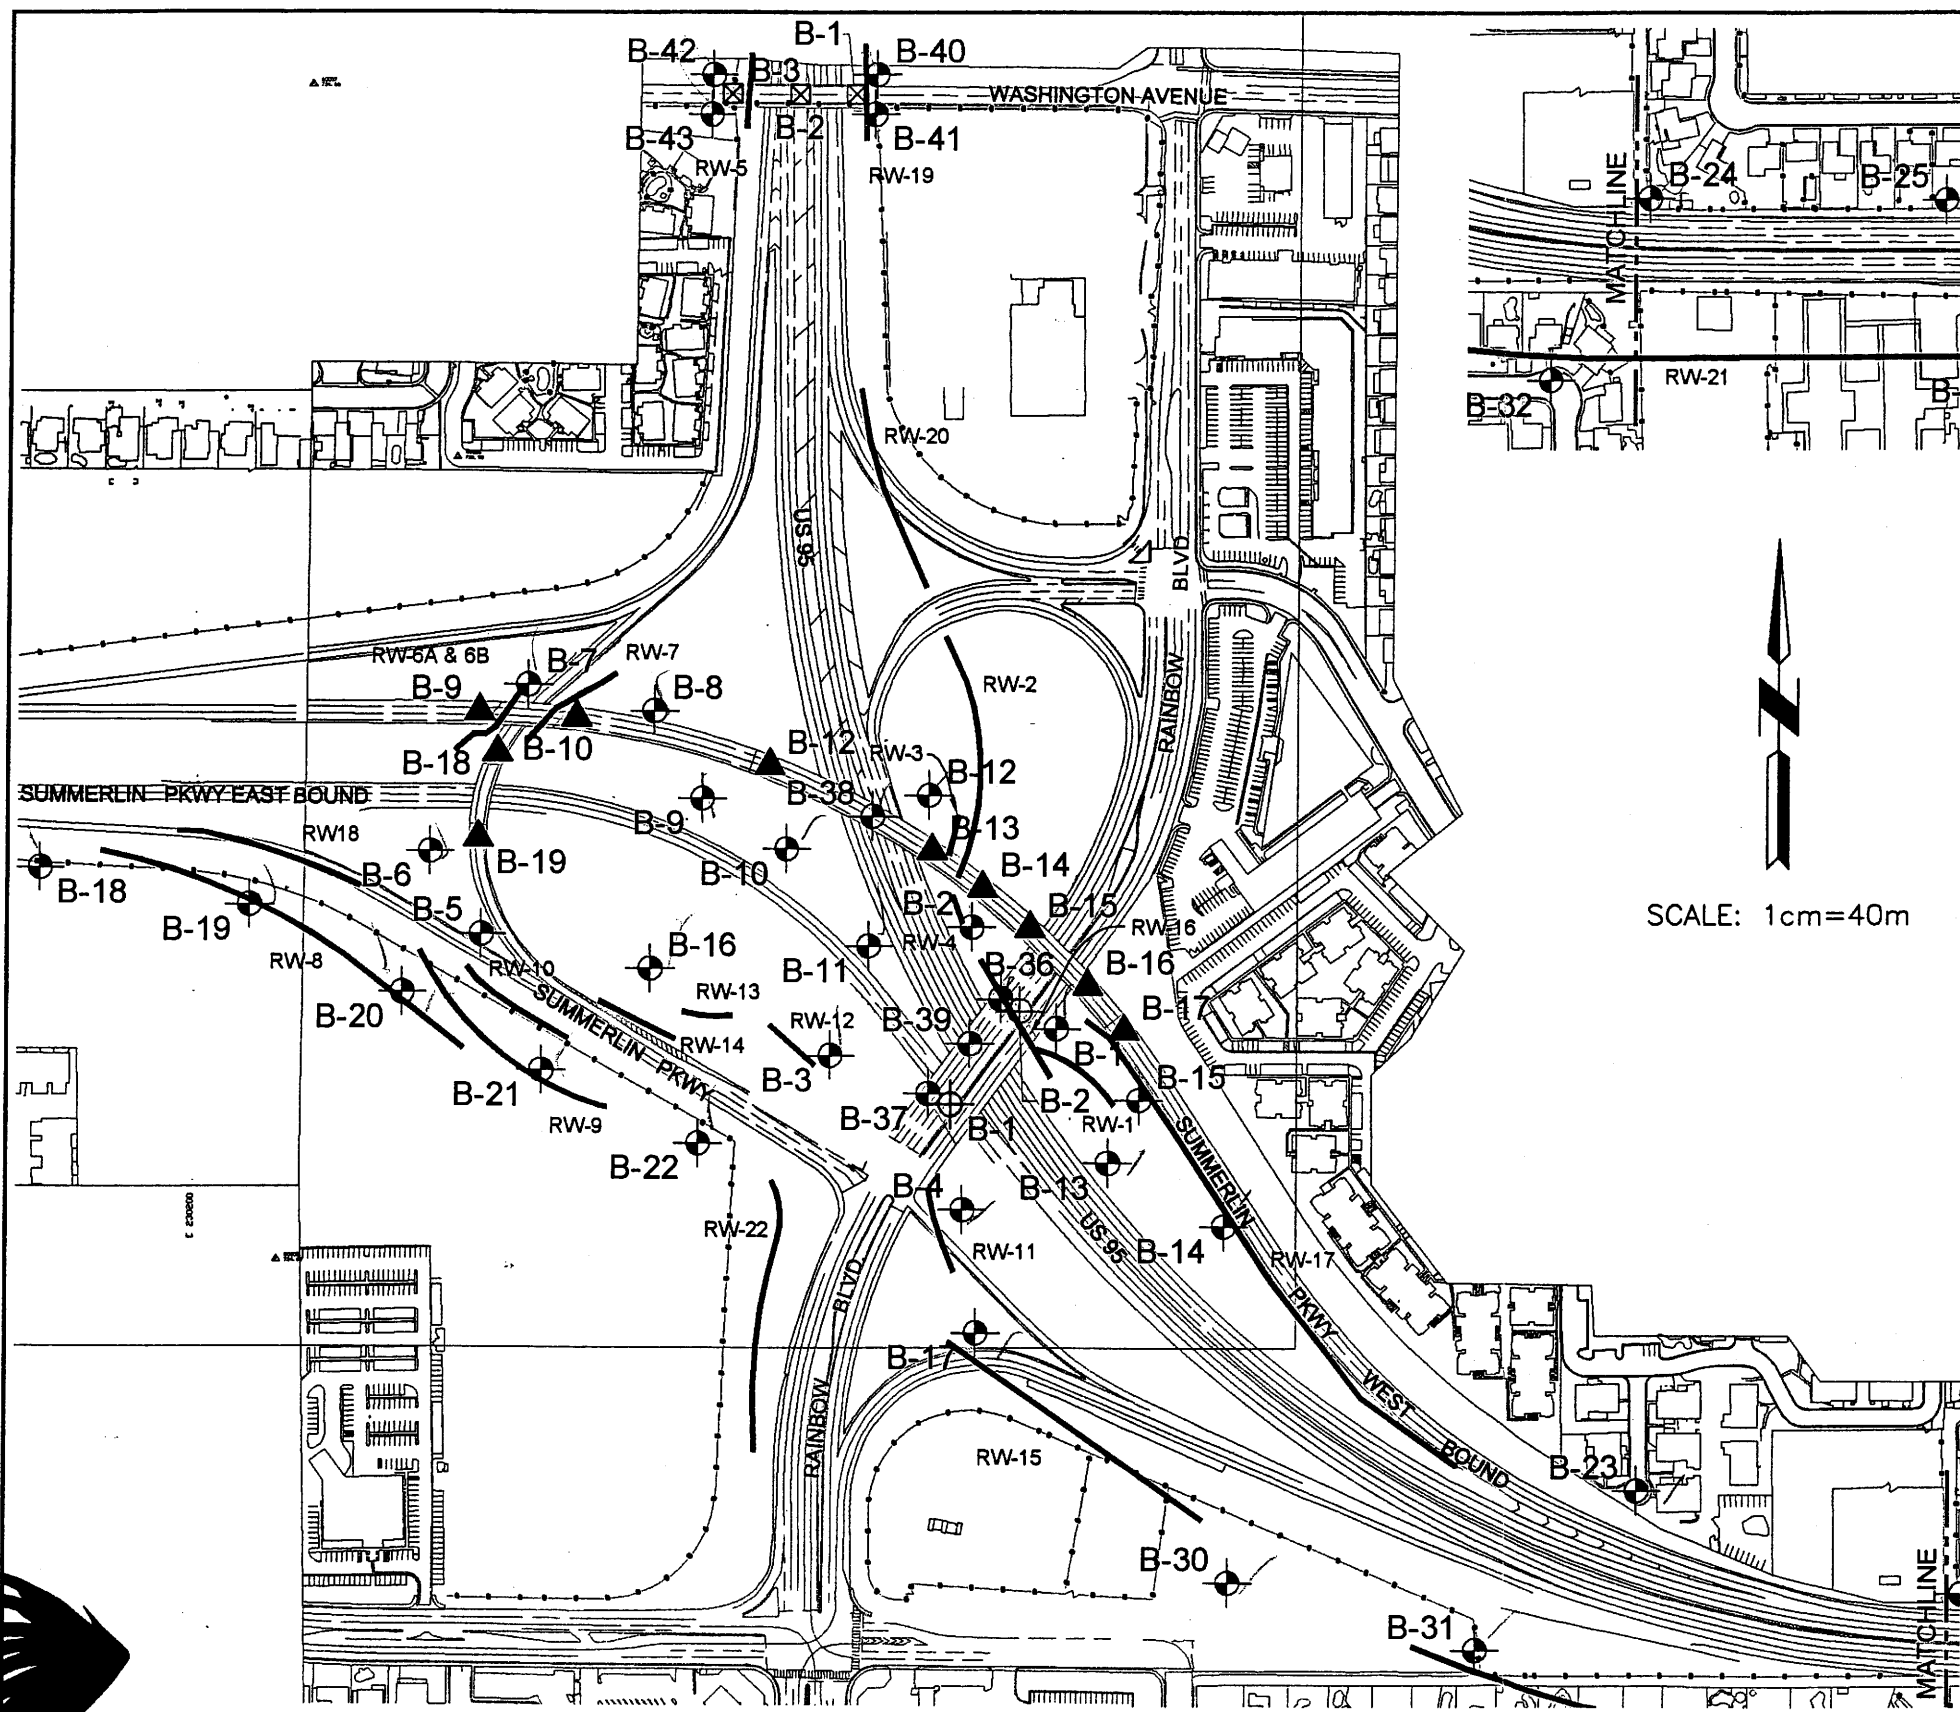 B-1
B-42
B-3
B-40
WASHINGTON AVENUE
B-2
B-43
B-41
RW-5
RW-19
MATCHLINE
B-24
B-25
RW-21
B-32
B-
RW-20
US 95
BLVD
RW-6A & 6B
B-7
RW-7
B-9
B-8
RW-2
RAINBOW
B-18
B-10
B-12
RW-3
B-12
SUMMERLIN PKWY EAST BOUND
B-38
RW18
B-9
B-13
B-19
B-14
B-6
B-10
B-18
B-5
B-2
B-15
SCALE: 1cm=40m
B-19
RW-16
RW-4
B-16
RW-8
RW-10
B-11
B-36
B-16
RW-13
SUMMERLIN PKWY
B-20
RW-12
B-39
B-17
RW-14
B-1
B-3
B-15
B-21
B-37
B-2
RW-9
B-1
RW-1
SUMMERLIN
B-22
B-4
B-13
RW-22
US 95
B-14
RW-11
RW-17
BLVD
PKWY
B-17
WEST
RAINBOW
RW-15
BOUND
B-23
B-30
B-31
MATCHLINE